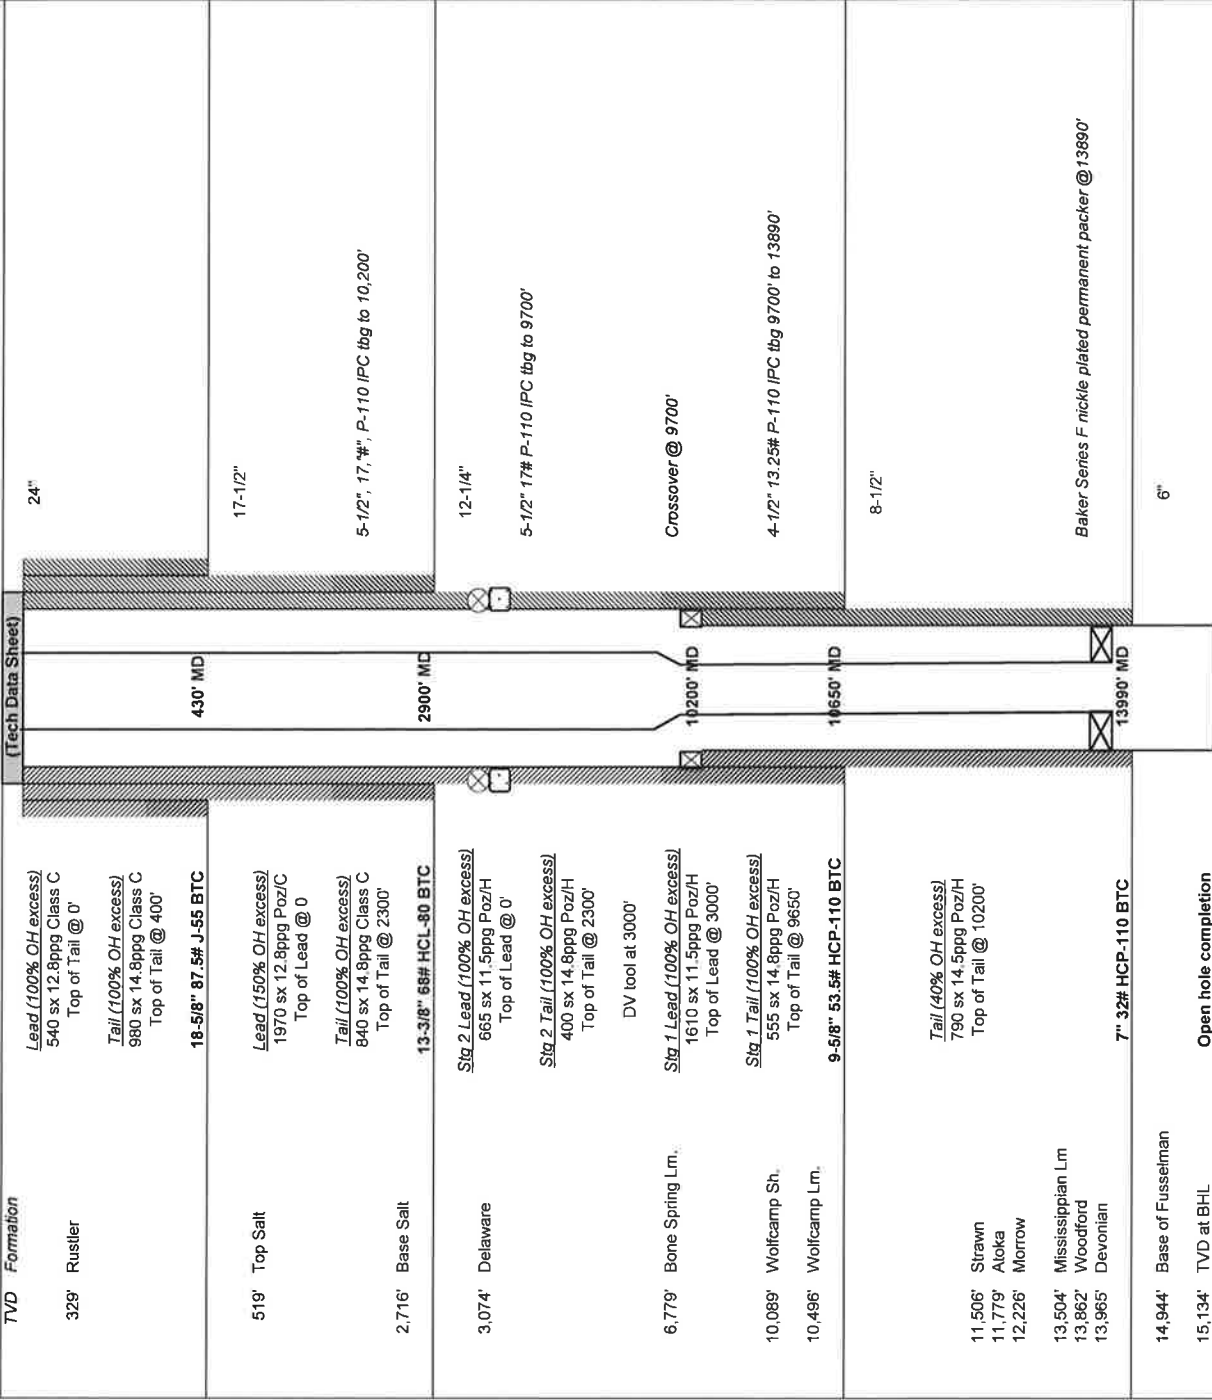 (Tech Data Sheet)
TVD Formation
329' Rustler
Lead (100% OH excess)
540 sx 12.8ppg Class C
Top of Tail @ 0'
Tail (100% OH excess)
980 sx 14.8ppg Class C
Top of Tail @ 400'
18-5/8" 87.5# J-55 BTC
430' MD
24"
519' Top Salt
2,716' Base Salt
Lead (150% OH excess)
1970 sx 12.8ppg Poz/C
Top of Lead @ 0
Tail (100% OH excess)
840 sx 14.8ppg Class C
Top of Tail @ 2300'
13-3/8" 68# HCL-80 BTC
2900' MD
17-1/2"
5-1/2", 17,"#", P-110 IPC tbg to 10,200'
3,074' Delaware
6,779' Bone Spring Lm.
10,089' Wolfcamp Sh.
10,496' Wolfcamp Lm.
Stg 2 Lead (100% OH excess)
665 sx 11.5ppg Poz/H
Top of Lead @ 0'
Stg 2 Tail (100% OH excess)
400 sx 14.8ppg Poz/H
Top of Tail @ 2300'
DV tool at 3000'
Stg 1 Lead (100% OH excess)
1610 sx 11.5ppg Poz/H
Top of Lead @ 3000'
Stg 1 Tail (100% OH excess)
555 sx 14.8ppg Poz/H
Top of Tail @ 9650'
9-5/8" 53.5# HCP-110 BTC
10200' MD
10650' MD
12-1/4"
5-1/2" 17# P-110 IPC tbg to 9700'
Crossover @ 9700'
4-1/2" 13.25# P-110 IPC tbg 9700' to 13890'
11,506' Strawn
11,779' Atoka
12,226' Morrow
13,504' Mississippian Lm
13,862' Woodford
13,965' Devonian
Tail (40% OH excess)
790 sx 14.5ppg Poz/H
Top of Tail @ 10200'
7" 32# HCP-110 BTC
13990' MD
8-1/2"
Baker Series F nickle plated permanent packer @13890'
14,944' Base of Fusselman
15,134' TVD at BHL
Open hole completion
6"